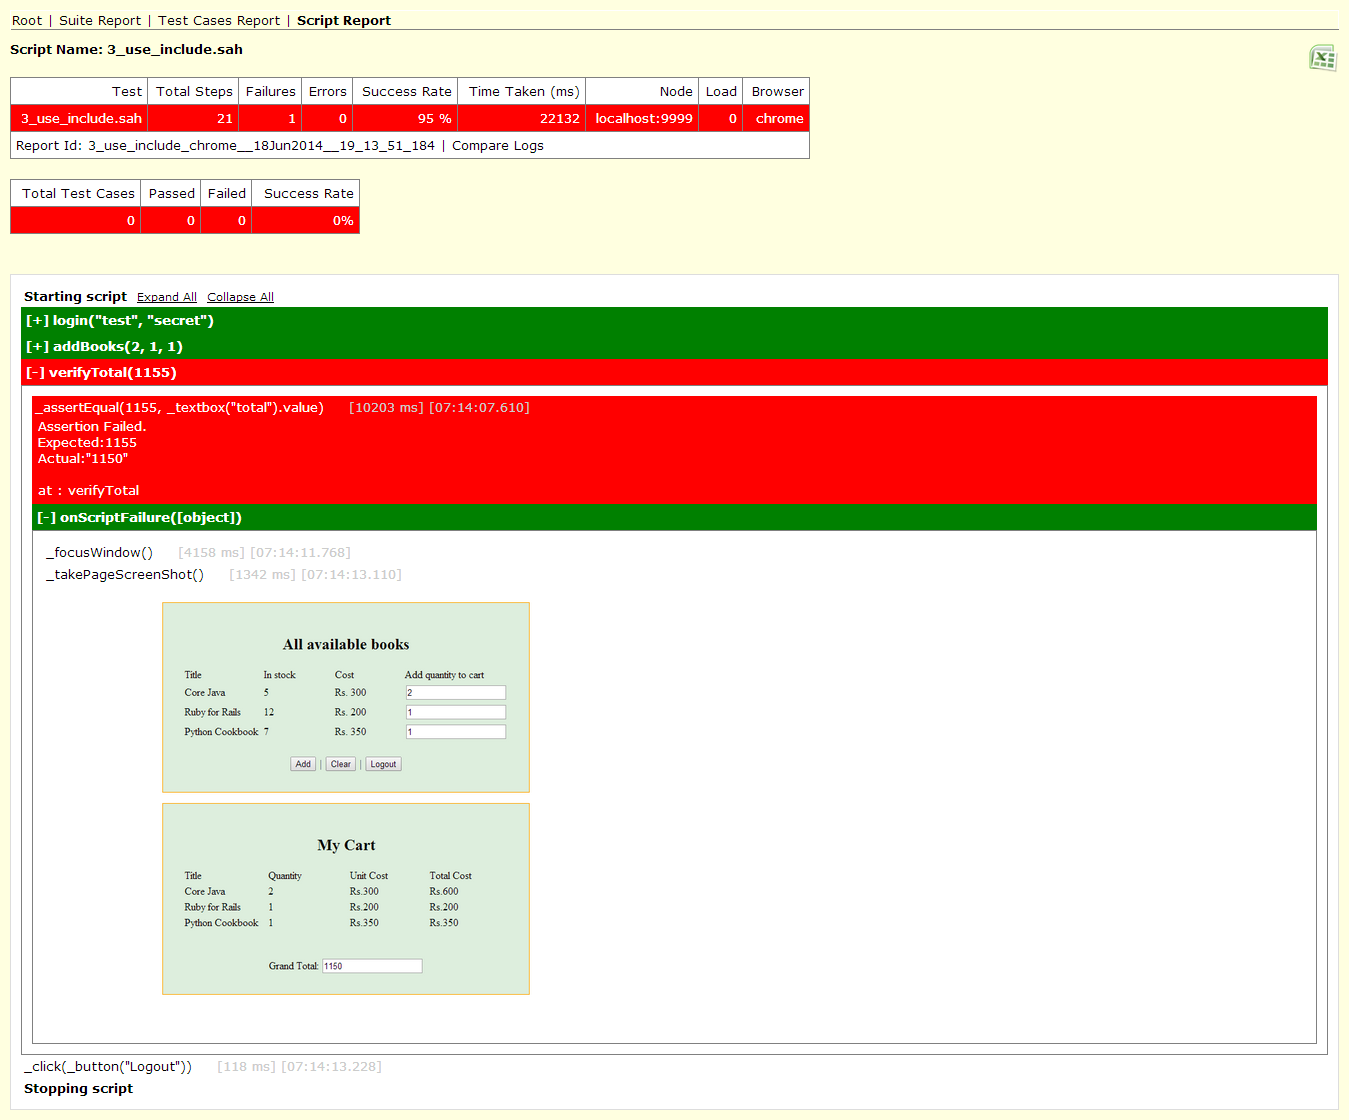 Root | Suite Report | Test Cases Report | Script Report
Script Name: 3_use_include.sah
Test Total Steps Failures Errors Success Rate Time Taken (ms) Node Load Browser
3_use_include.sah 21 1 0 95 % 22132 localhost:9999 0 chrome
Report Id: 3_use_include_chrome__18Jun2014__19_13_51_184 | Compare Logs
Total Test Cases Passed Failed Success Rate
0 0 0 0%
Starting script Expand All Collapse All
[+] login("test", "secret")
[+] addBooks(2, 1, 1)
[-] verifyTotal(1155)
_assertEqual(1155, _textbox("total").value) [10203 ms] [07:14:07.610]
Assertion Failed.
Expected:1155
Actual:"1150"
at : verifyTotal
[-] onScriptFailure([object])
_focusWindow() [4158 ms] [07:14:11.768]
_takePageScreenShot() [1342 ms] [07:14:13.110]
All available books
Title In stock Cost Add quantity to cart
Core Java 5 Rs. 300 2
Ruby for Rails 12 Rs. 200 1
Python Cookbook 7 Rs. 350 1
Add | Clear | Logout
My Cart
Title Quantity Unit Cost Total Cost
Core Java 2 Rs.300 Rs.600
Ruby for Rails 1 Rs.200 Rs.200
Python Cookbook 1 Rs.350 Rs.350
Grand Total: 1150
_click(_button("Logout")) [118 ms] [07:14:13.228]
Stopping script